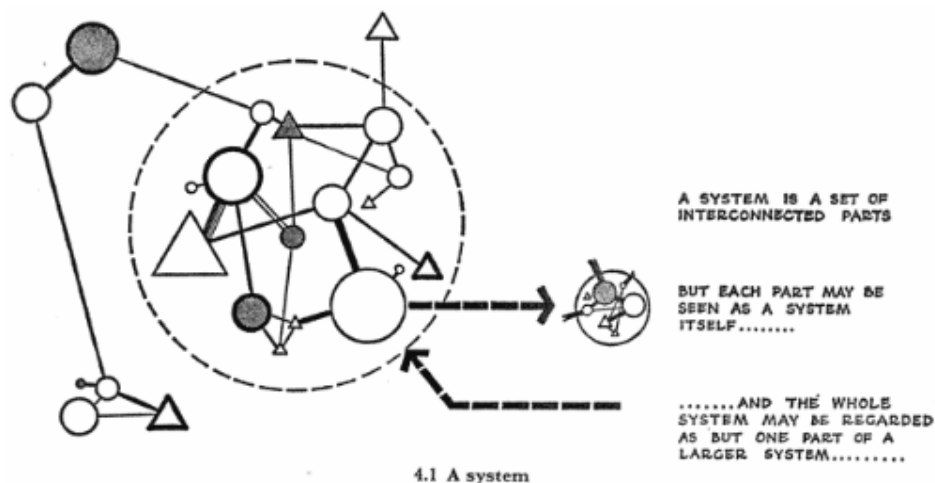 A SYSTEM IS A SET OF
INTERCONNECTED PARTS
BUT EACH PART MAY BE
SEEN AS A SYSTEM
ITSELF........
.......AND THE WHOLE
SYSTEM MAY BE REGARDED
AS BUT ONE PART OF A
LARGER SYSTEM.........
4.1 A system